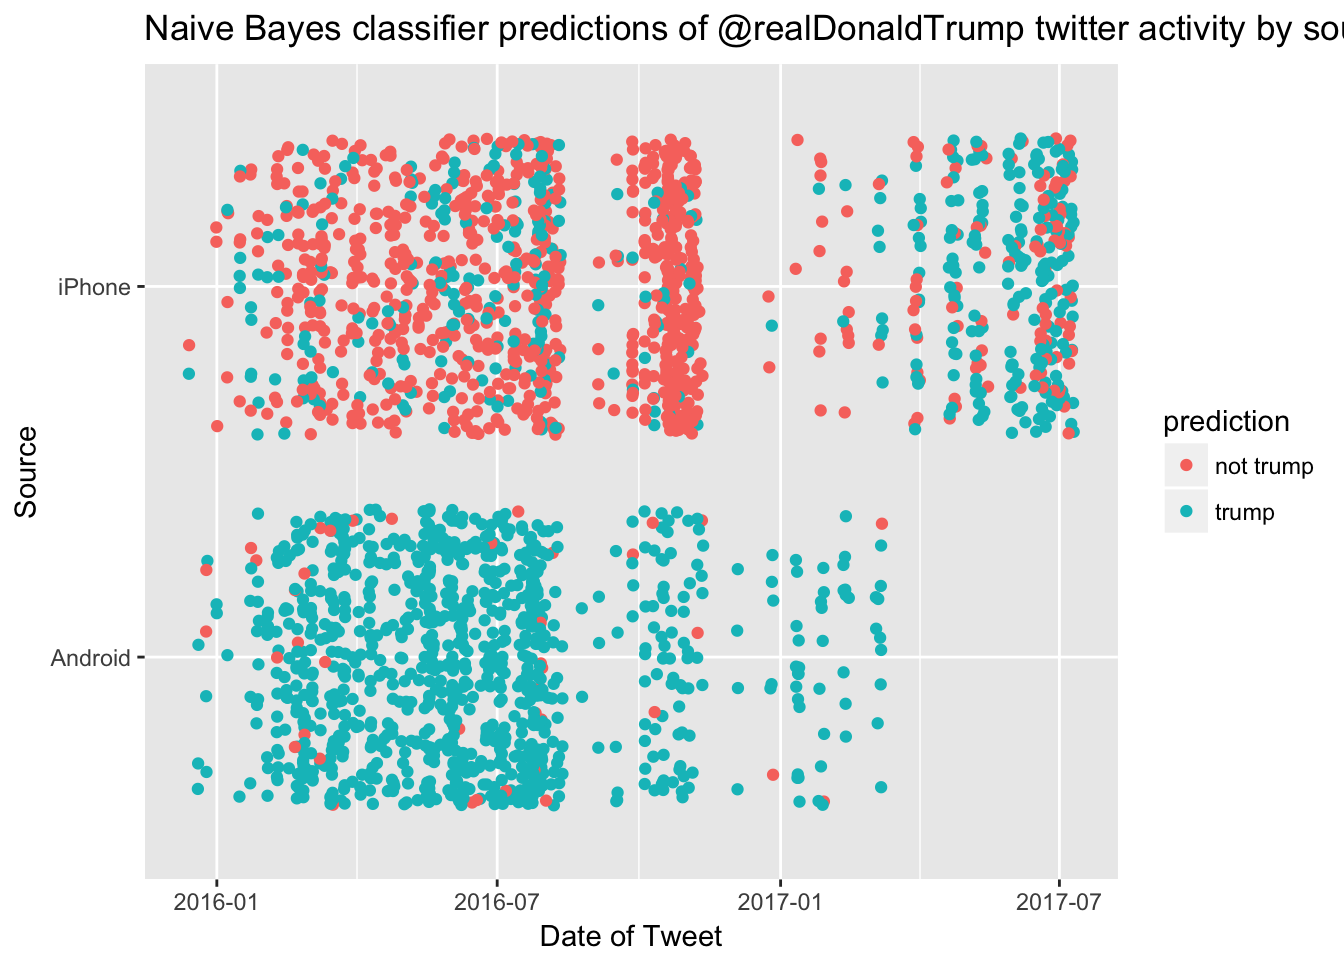 Naive Bayes classifier predictions of @realDonaldTrump twitter activity by
iPhone
Android
Source
2016-01
2016-07
2017-01
2017-07
Date of Tweet
prediction
not trump
trump